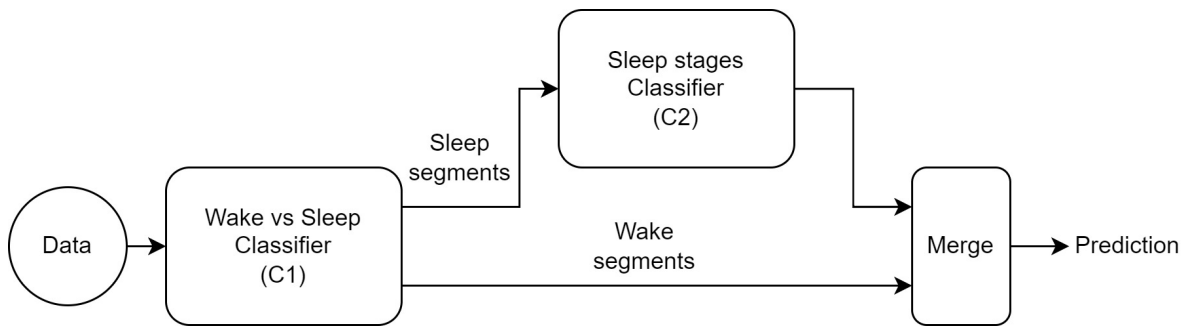 Data
Wake vs Sleep
Classifier
(C1)
Sleep
segments
Sleep stages
Classifier
(C2)
Wake
segments
Merge
Prediction